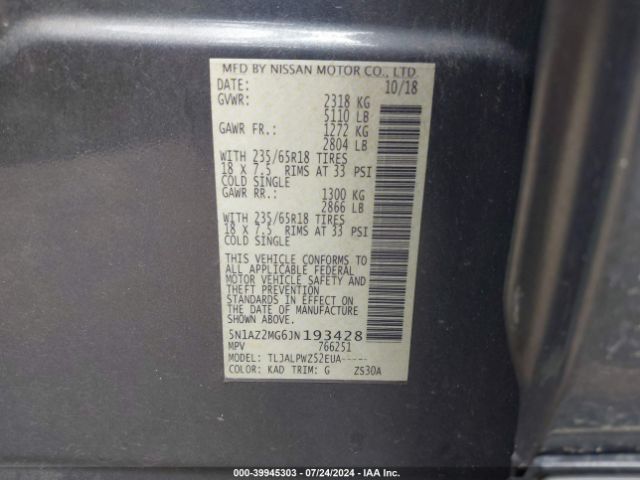 MFD BY NISSAN MOTOR CO., LTD.
DATE: 10/18
GVWR: 2318 KG
5110 LB
GAWR FR.: 1272 KG
2804 LB
WITH 235/65R18 TIRES
18 X 7.5 RIMS AT 33 PSI
COLD SINGLE
GAWR RR.: 1300 KG
2866 LB
WITH 235/65R18 TIRES
18 X 7.5 RIMS AT 33 PSI
COLD SINGLE
THIS VEHICLE CONFORMS TO
ALL APPLICABLE FEDERAL
MOTOR VEHICLE SAFETY AND
THEFT PREVENTION
STANDARDS IN EFFECT ON
THE DATE OF MANUFACTURE
SHOWN ABOVE.
5N1AZ2MG6JN193428
MPV 766251
MODEL: TLJALPWZS2EUA-----
COLOR: KAD TRIM: G ZS30A
000-39945303 - 07/24/2024 - IAA Inc.